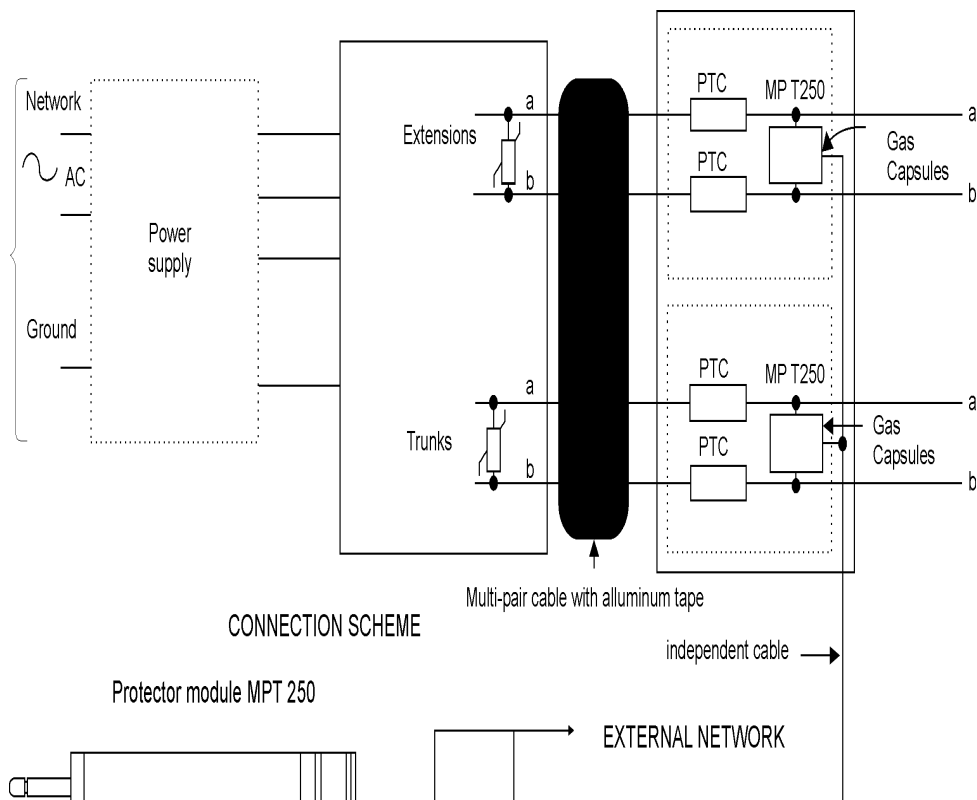 Network
AC
Ground
Power
supply
Extensions
a
b
Trunks
a
b
PTC
MP T250
PTC
Gas
Capsules
a
b
PTC
MP T250
PTC
Gas
Capsules
a
b
Multi-pair cable with alluminum tape
CONNECTION SCHEME
independent cable
Protector module MPT 250
EXTERNAL NETWORK